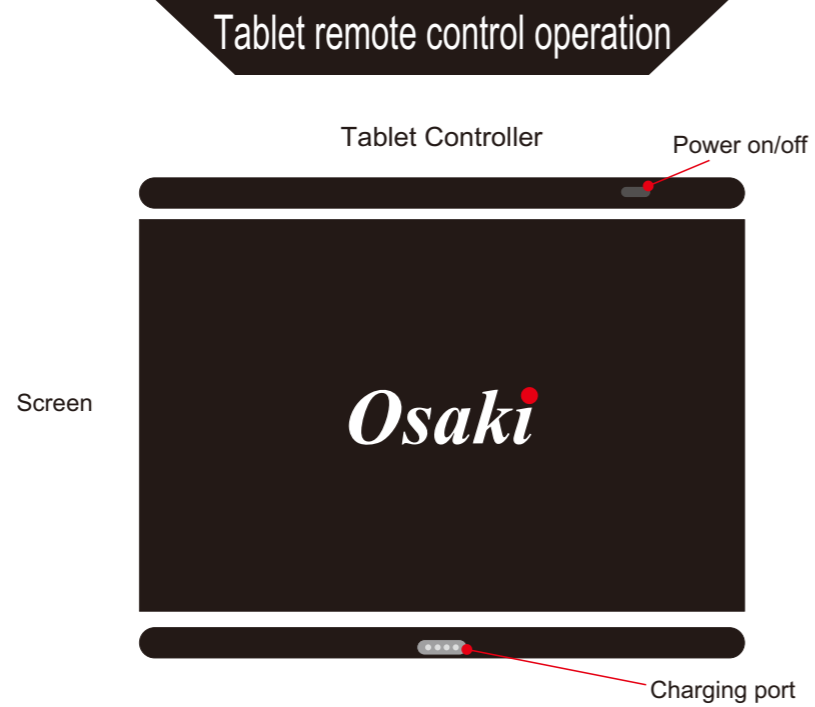 Tablet remote control operation
Tablet Controller
Power on/off
Screen
Osaki
Charging port